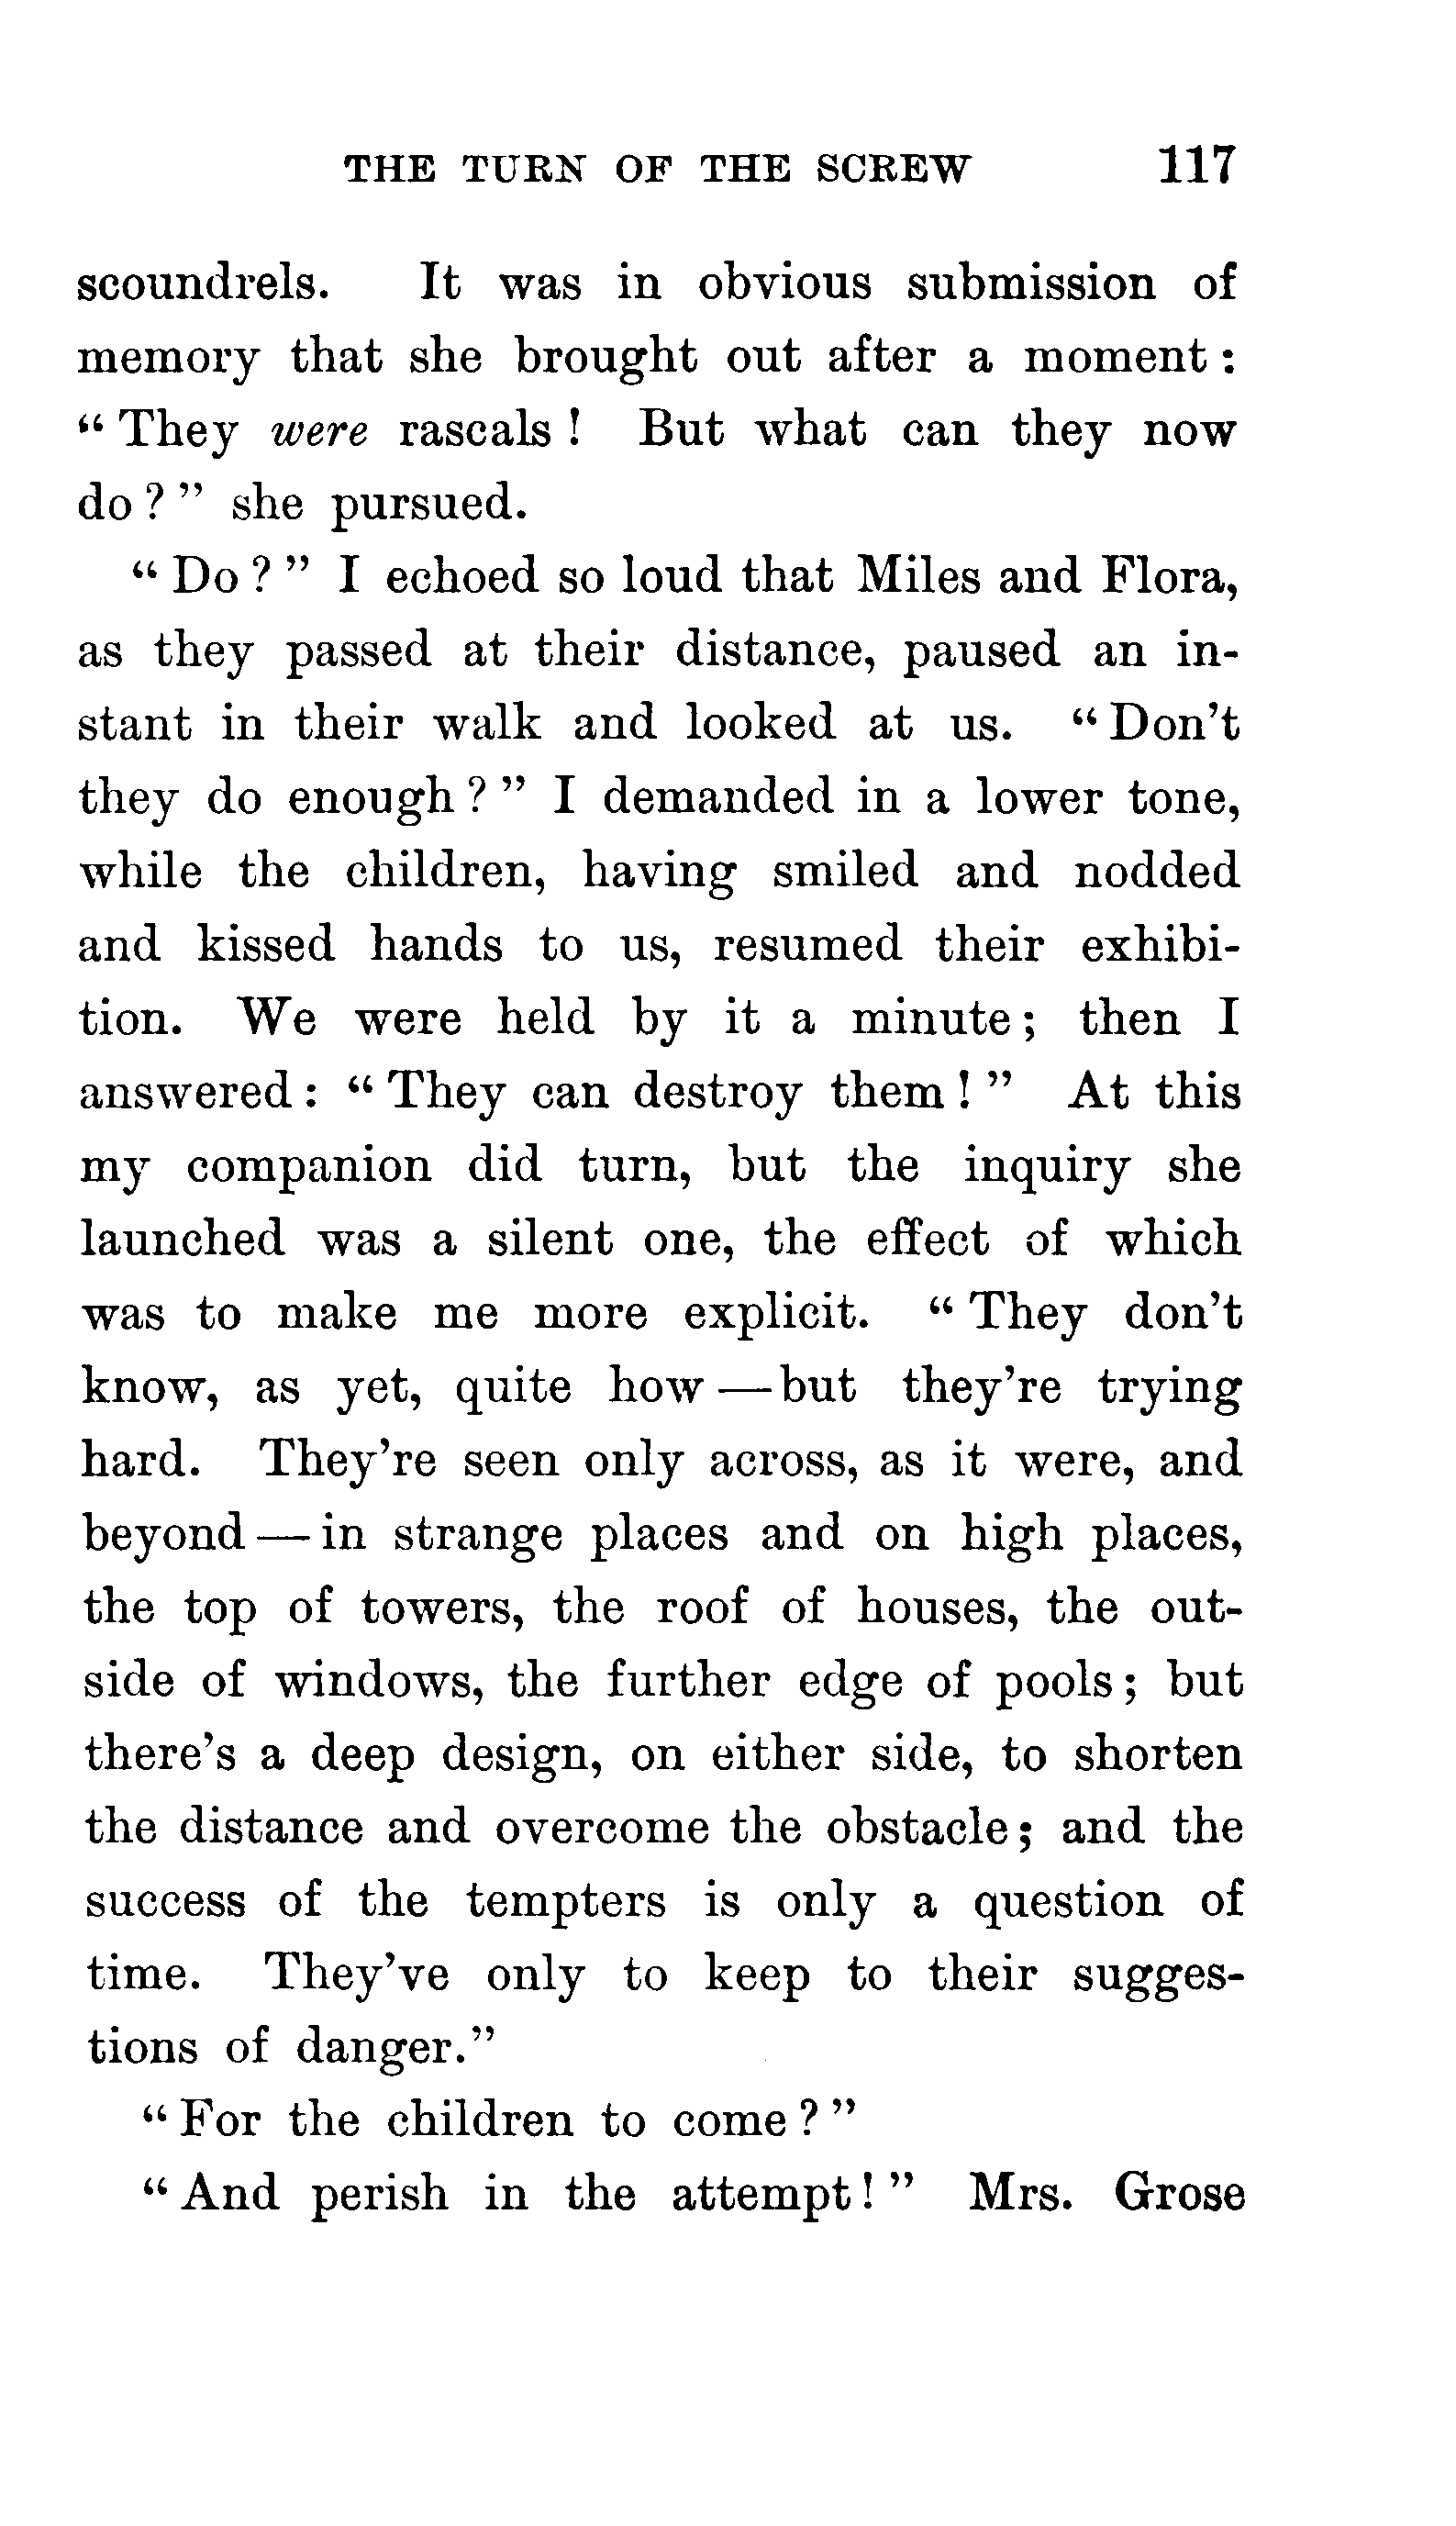 THE TURN OF THE SCREW 117
scoundrels. It was in obvious submission of
memory that she brought out after a moment:
“They were rascals! But what can they now
do?” she pursued.
“Do?” I echoed so loud that Miles and Flora,
as they passed at their distance, paused an in-
stant in their walk and looked at us. “Don’t
they do enough?” I demanded in a lower tone,
while the children, having smiled and nodded
and kissed hands to us, resumed their exhibi-
tion. We were held by it a minute; then I
answered: “They can destroy them!” At this
my companion did turn, but the inquiry she
launched was a silent one, the effect of which
was to make me more explicit. “They don’t
know, as yet, quite how—but they’re trying
hard. They’re seen only across, as it were, and
beyond—in strange places and on high places,
the top of towers, the roof of houses, the out-
side of windows, the further edge of pools; but
there’s a deep design, on either side, to shorten
the distance and overcome the obstacle; and the
success of the tempters is only a question of
time. They’ve only to keep to their sugges-
tions of danger.”
“For the children to come?”
“And perish in the attempt!” Mrs. Grose